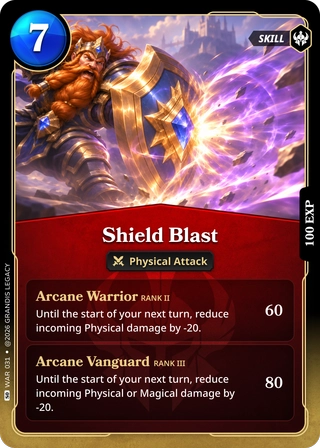 7
SKILL
100 EXP
Shield Blast
Physical Attack
Arcane Warrior RANK II
Until the start of your next turn, reduce
incoming Physical damage by -20.
60
Arcane Vanguard RANK III
Until the start of your next turn, reduce
incoming Physical or Magical damage by
-20.
80
WAR 031 • @2026 GRANDIS LEGACY